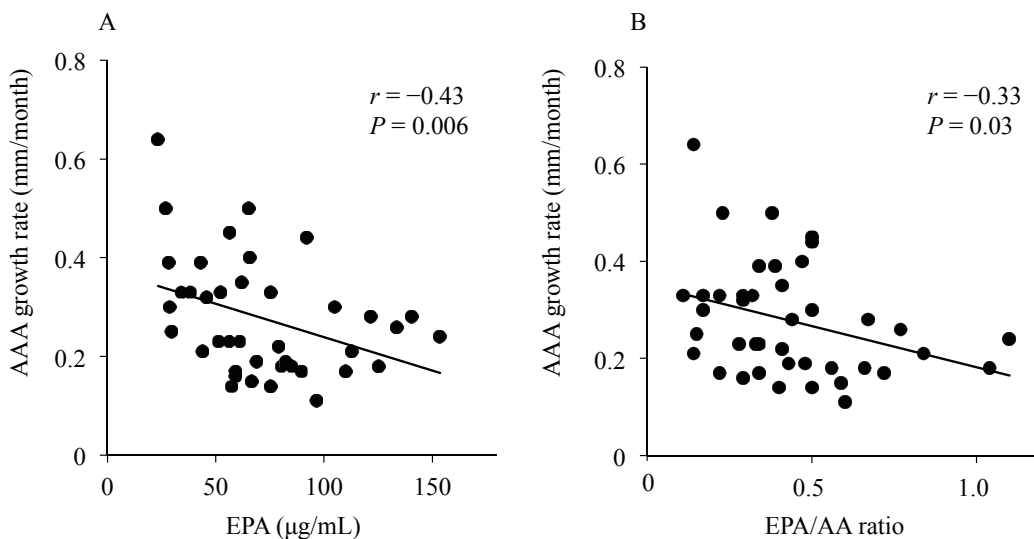 A
AAA growth rate (mm/month)
0.8
0.6
0.4
0.2
0
r = −0.43
P = 0.006
0
50
100
150
EPA (μg/mL)
B
AAA growth rate (mm/month)
0.8
0.6
0.4
0.2
0
r = −0.33
P = 0.03
0
0.5
1.0
EPA/AA ratio